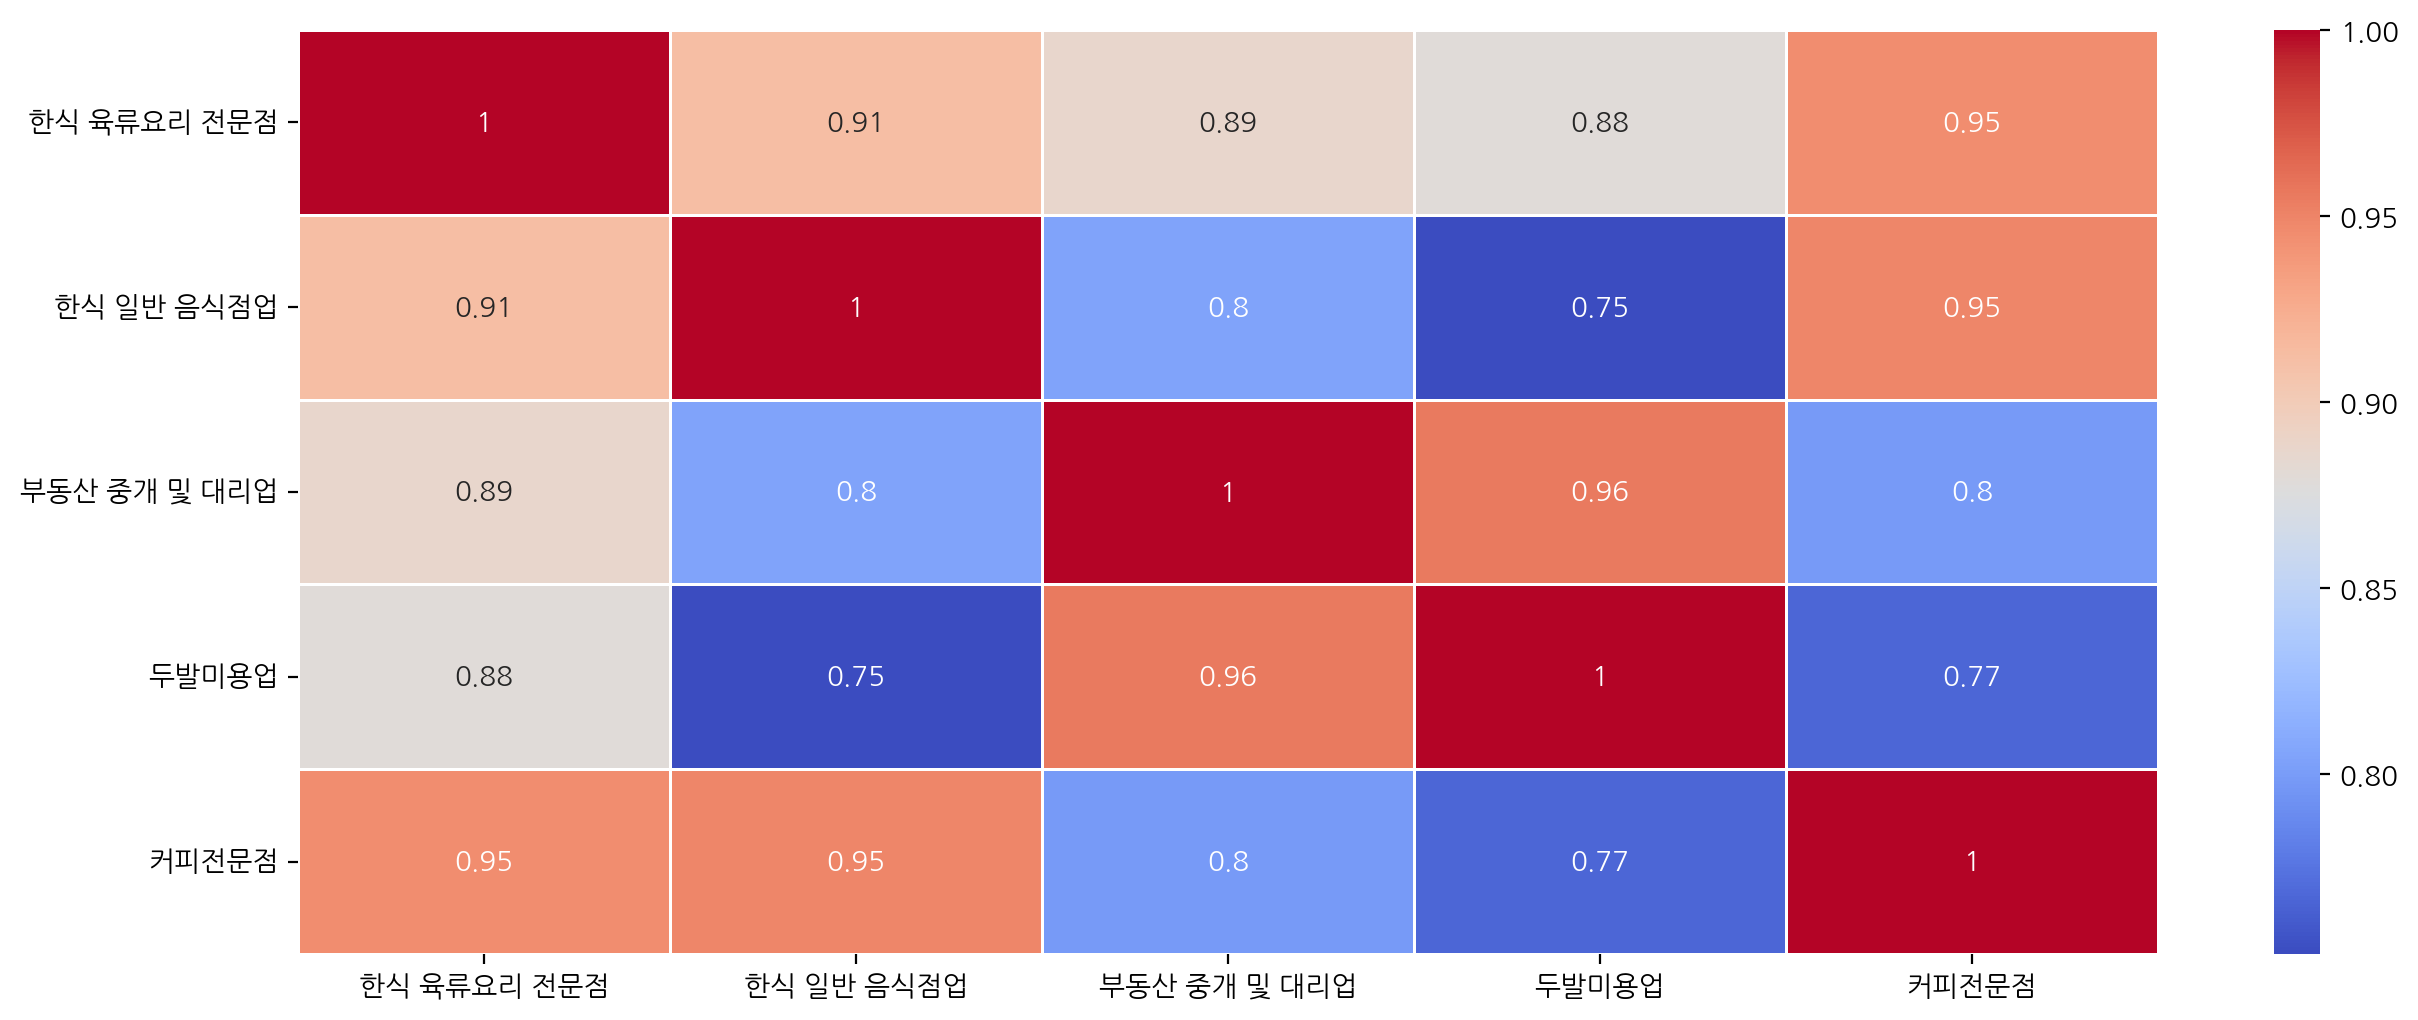 한식 육류요리 전문점 1 0.91 0.89 0.88 0.95
한식 일반 음식점업 0.91 1 0.8 0.75 0.95
부동산 중개 및 대리업 0.89 0.8 1 0.96 0.8
두발미용업 0.88 0.75 0.96 1 0.77
커피전문점 0.95 0.95 0.8 0.77 1
한식 육류요리 전문점 한식 일반 음식점업 부동산 중개 및 대리업 두발미용업 커피전문점
1.00
0.95
0.90
0.85
0.80